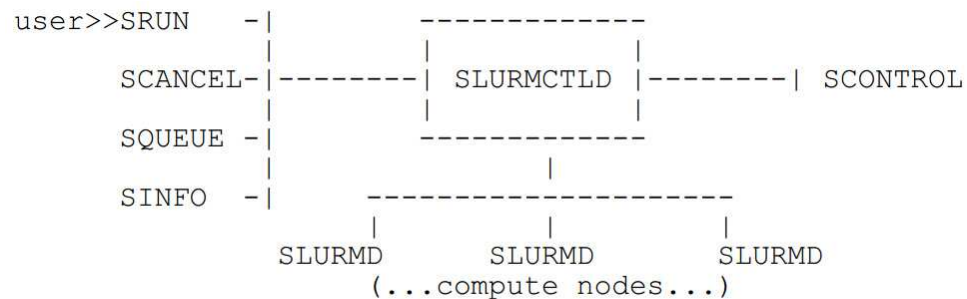 user>>SRUN
SCANCEL SLURMCTLD SCONTROL
SQUEUE
SINFO
SLURMD SLURMD SLURMD
(...compute nodes...)